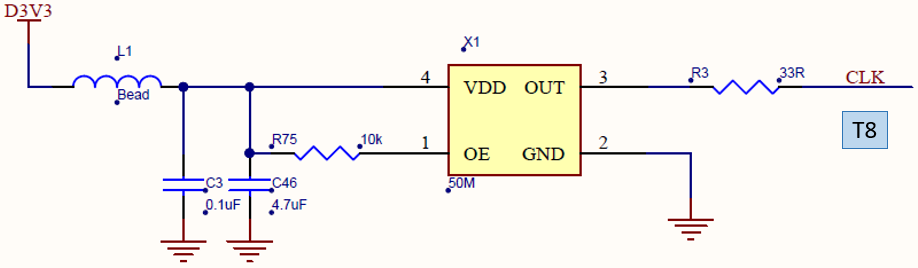 D3V3
L1
Bead
X1
4 VDD OUT 3
R3 33R CLK
T8
R75 10k
1 OE GND 2
C3 C46
50M
0.1uF 4.7uF